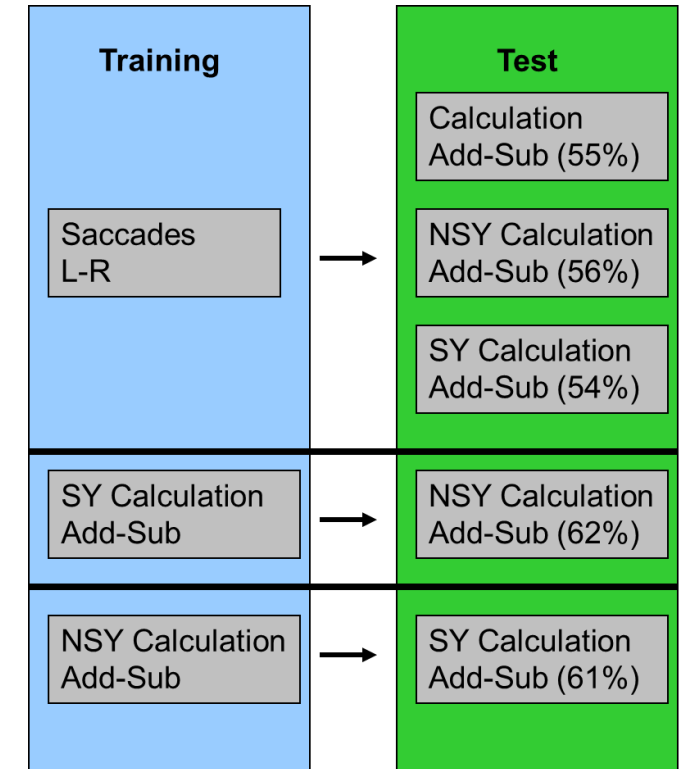 Training
Test
Saccades
L-R
Calculation
Add-Sub (55%)
NSY Calculation
Add-Sub (56%)
SY Calculation
Add-Sub (54%)
SY Calculation
Add-Sub
NSY Calculation
Add-Sub (62%)
NSY Calculation
Add-Sub
SY Calculation
Add-Sub (61%)